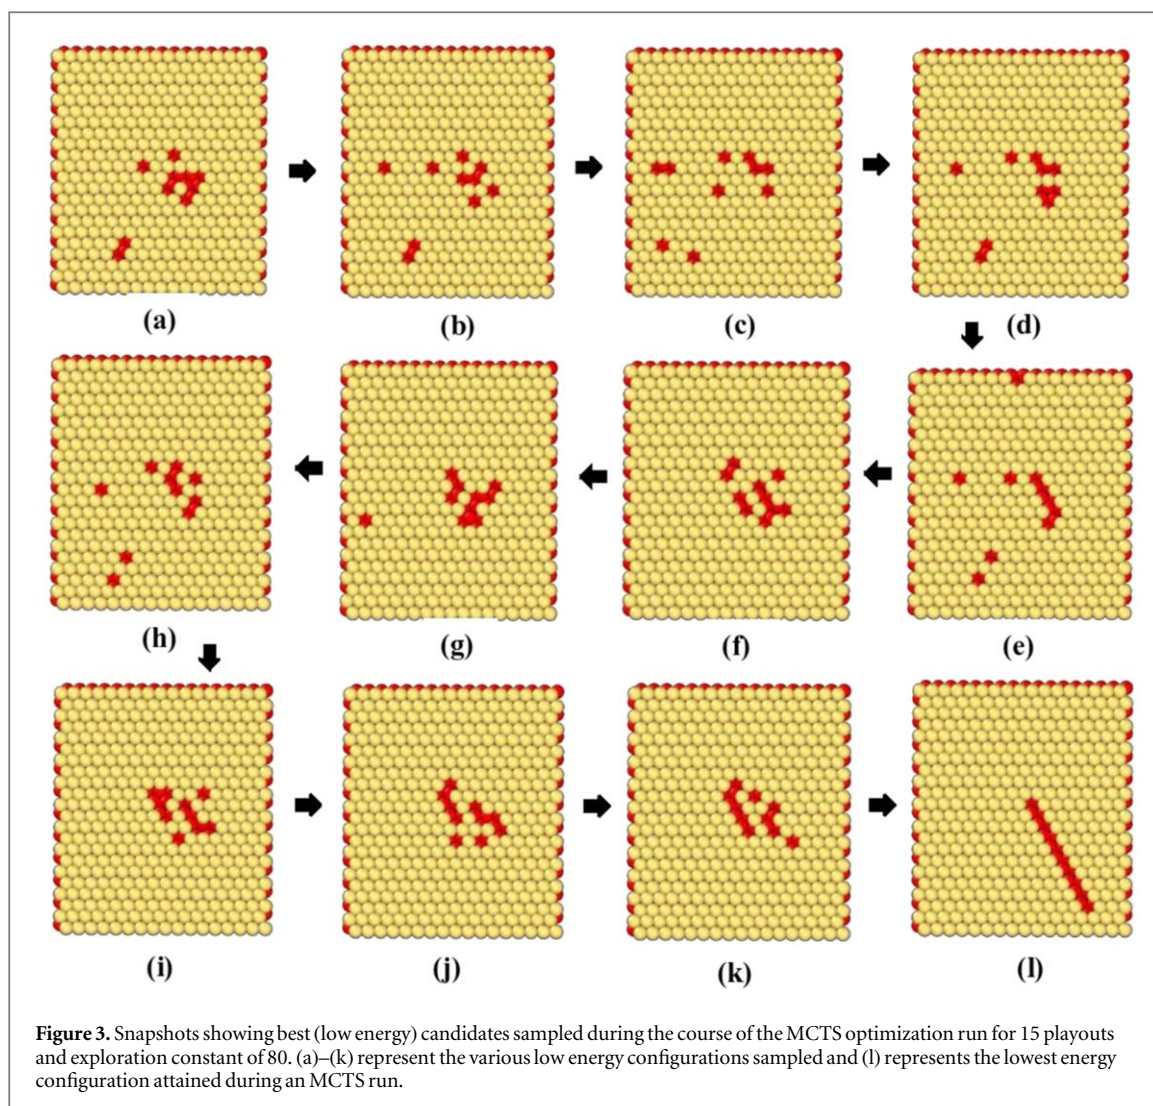 (a)
(b)
(c)
(d)
(h)
(g)
(f)
(e)
(i)
(j)
(k)
(l)
Figure 3. Snapshots showing best (low energy) candidates sampled during the course of the MCTS optimization run for 15 playouts
and exploration constant of 80. (a)–(k) represent the various low energy configurations sampled and (l) represents the lowest energy
configuration attained during an MCTS run.